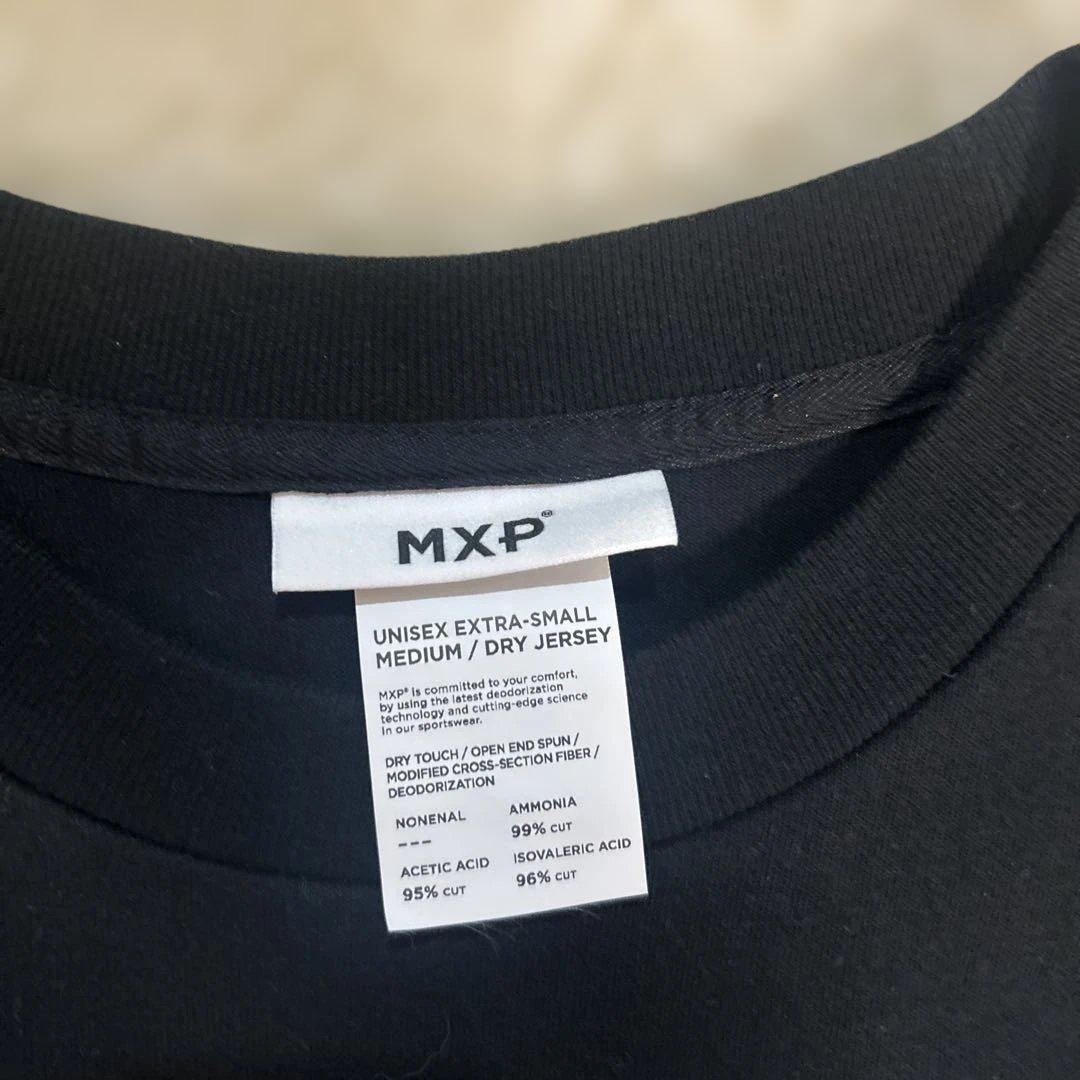 MXP®
UNISEX EXTRA-SMALL
MEDIUM / DRY JERSEY
MXP® is committed to your comfort,
by using the latest deodorization
technology and cutting-edge science
in our sportswear.
DRY TOUCH / OPEN END SPUN /
MODIFIED CROSS-SECTION FIBER /
DEODORIZATION
NONENAL AMMONIA
--- 99% CUT
ACETIC ACID ISOVALERIC ACID
95% CUT 96% CUT